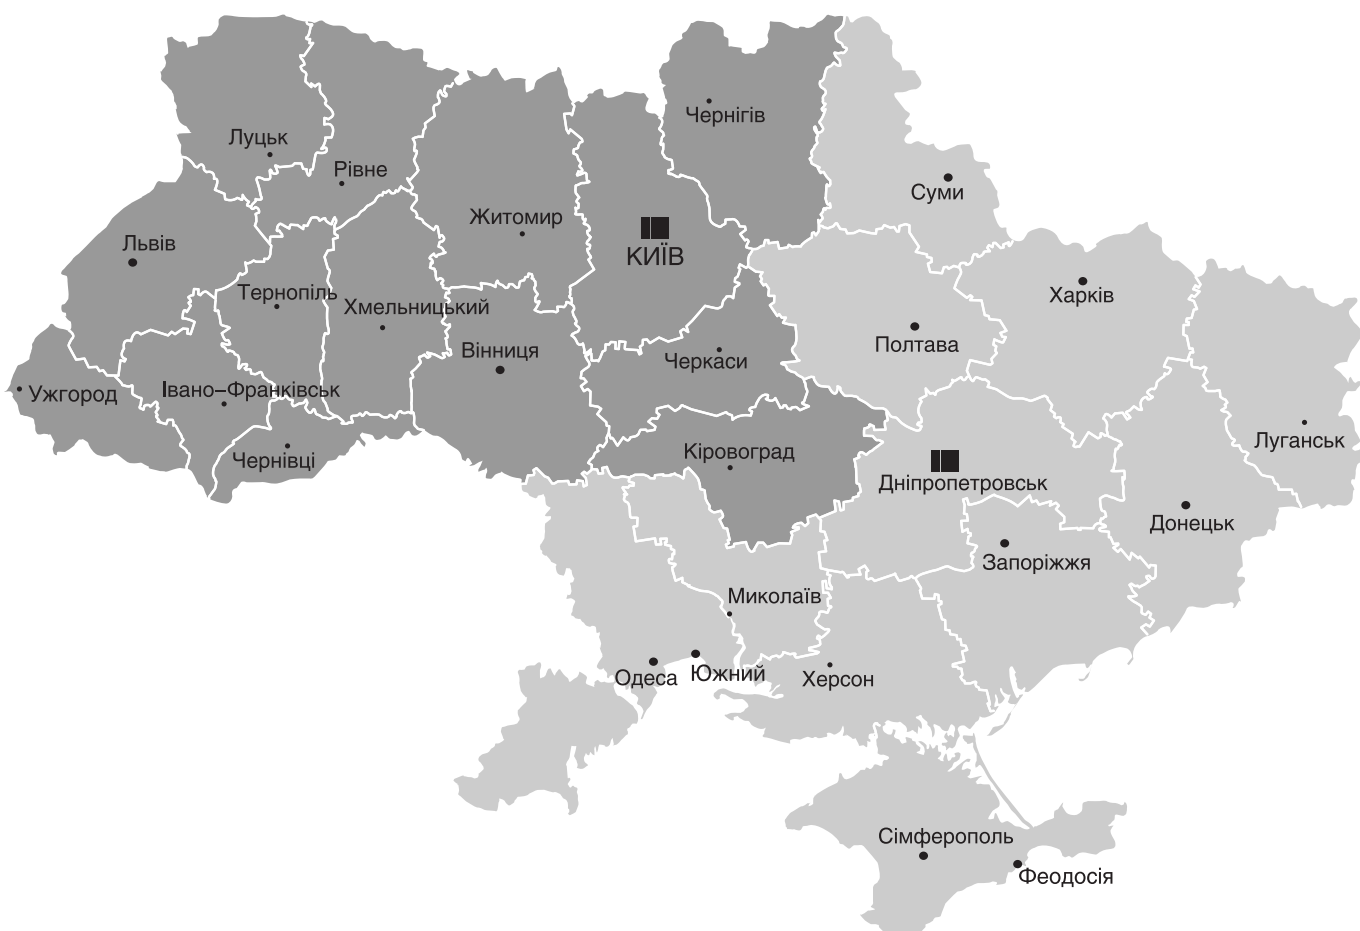 Чернігів
Луцьк
Рівне
Суми
Житомир
Львів
КИЇВ
Тернопіль
Харків
Хмельницький
Полтава
Вінниця
Черкаси
Ужгород
Івано–Франківськ
Луганськ
Чернівці
Кіровоград
Дніпропетровськ
Донецьк
Запоріжжя
Миколаїв
Одеса
Южний
Херсон
Сімферополь
Феодосія